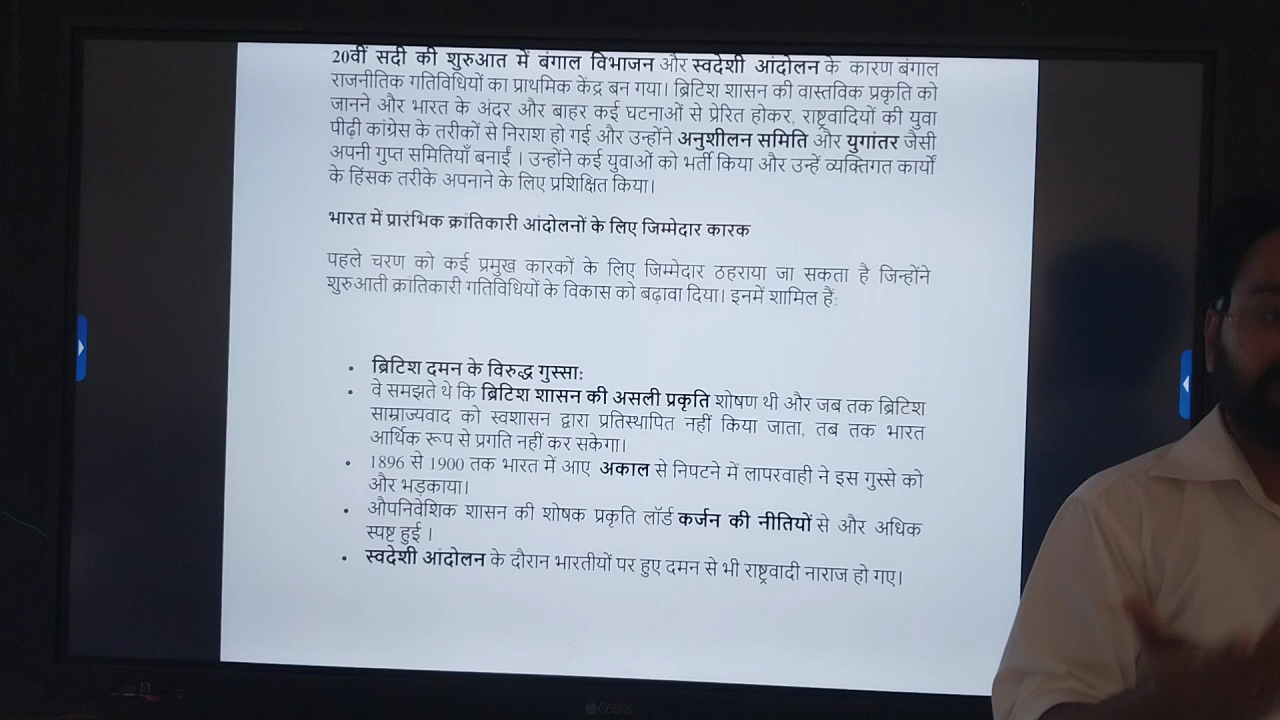 20वीं सदी की शुरुआत में बंगाल विभाजन और स्वदेशी आंदोलन के कारण बंगाल
राजनीतिक गतिविधियों का प्राथमिक केंद्र बन गया। ब्रिटिश शासन की वास्तविक प्रकृति को
जानने और भारत के अंदर और बाहर कई घटनाओं से प्रेरित होकर, राष्ट्रवादियों की युवा
पीढ़ी कांग्रेस के तरीकों से निराश हो गई और उन्होंने अनुशीलन समिति और युगांतर जैसी
अपनी गुप्त समितियाँ बनाईं । उन्होंने कई युवाओं को भर्ती किया और उन्हें व्यक्तिगत कार्यों
के हिंसक तरीके अपनाने के लिए प्रशिक्षित किया।
भारत में प्रारंभिक क्रांतिकारी आंदोलनों के लिए जिम्मेदार कारक
पहले चरण को कई प्रमुख कारकों के लिए जिम्मेदार ठहराया जा सकता है जिन्होंने
शुरुआती क्रांतिकारी गतिविधियों के विकास को बढ़ावा दिया। इनमें शामिल हैं:
• ब्रिटिश दमन के विरुद्ध गुस्सा:
• वे समझते थे कि ब्रिटिश शासन की असली प्रकृति शोषण थी और जब तक ब्रिटिश
साम्राज्यवाद को स्वशासन द्वारा प्रतिस्थापित नहीं किया जाता, तब तक भारत
आर्थिक रूप से प्रगति नहीं कर सकेगा।
• 1896 से 1900 तक भारत में आए अकाल से निपटने में लापरवाही ने इस गुस्से को
और भड़काया।
• औपनिवेशिक शासन की शोषक प्रकृति लॉर्ड कर्जन की नीतियों से और अधिक
स्पष्ट हुई ।
• स्वदेशी आंदोलन के दौरान भारतीयों पर हुए दमन से भी राष्ट्रवादी नाराज हो गए।